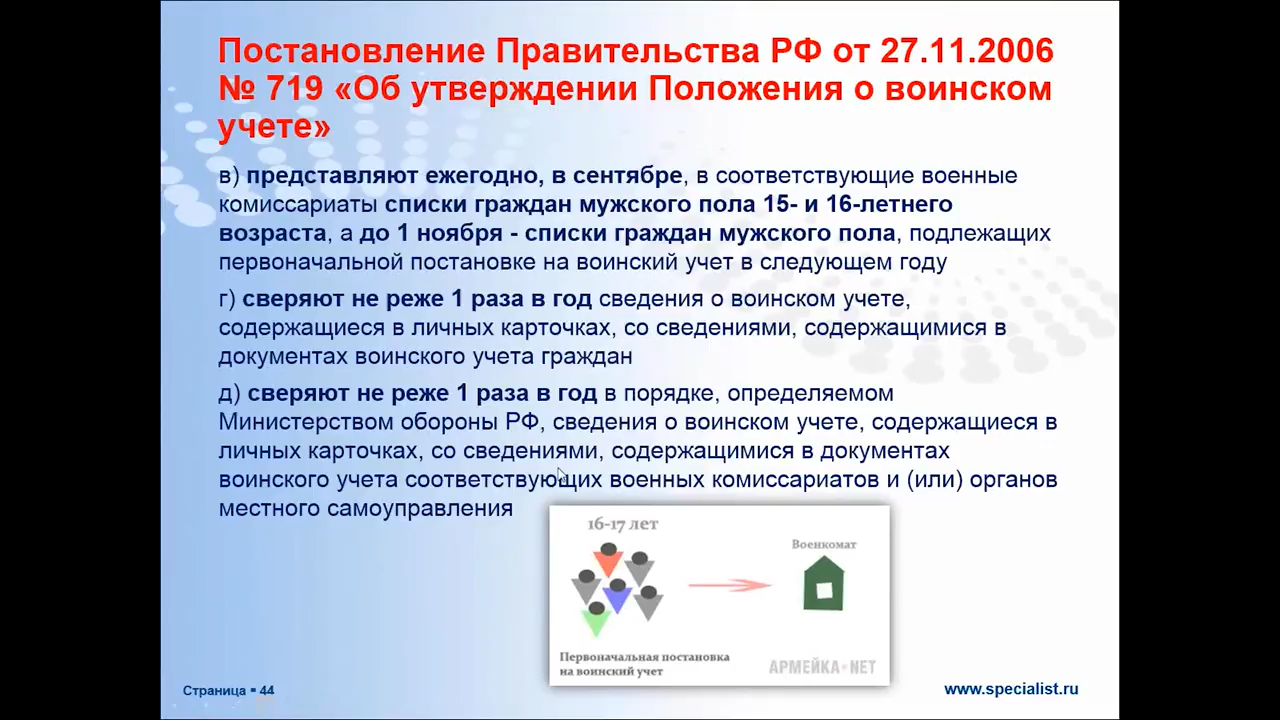 Постановление Правительства РФ от 27.11.2006
№ 719 «Об утверждении Положения о воинском
учете»
в) представляют ежегодно, в сентябре, в соответствующие военные
комиссариаты списки граждан мужского пола 15- и 16-летнего
возраста, а до 1 ноября - списки граждан мужского пола, подлежащих
первоначальной постановке на воинский учет в следующем году
г) сверяют не реже 1 раза в год сведения о воинском учете,
содержащиеся в личных карточках, со сведениями, содержащимися в
документах воинского учета граждан
д) сверяют не реже 1 раза в год в порядке, определяемом
Министерством обороны РФ, сведения о воинском учете, содержащиеся в
личных карточках, со сведениями, содержащимися в документах
воинского учета соответствующих военных комиссариатов и (или) органов
местного самоуправления
16-17 лет
Военкомат
Первоначальная постановка
на воинский учет
АРМЕЙКА•NET
Страница ▪ 44
www.specialist.ru